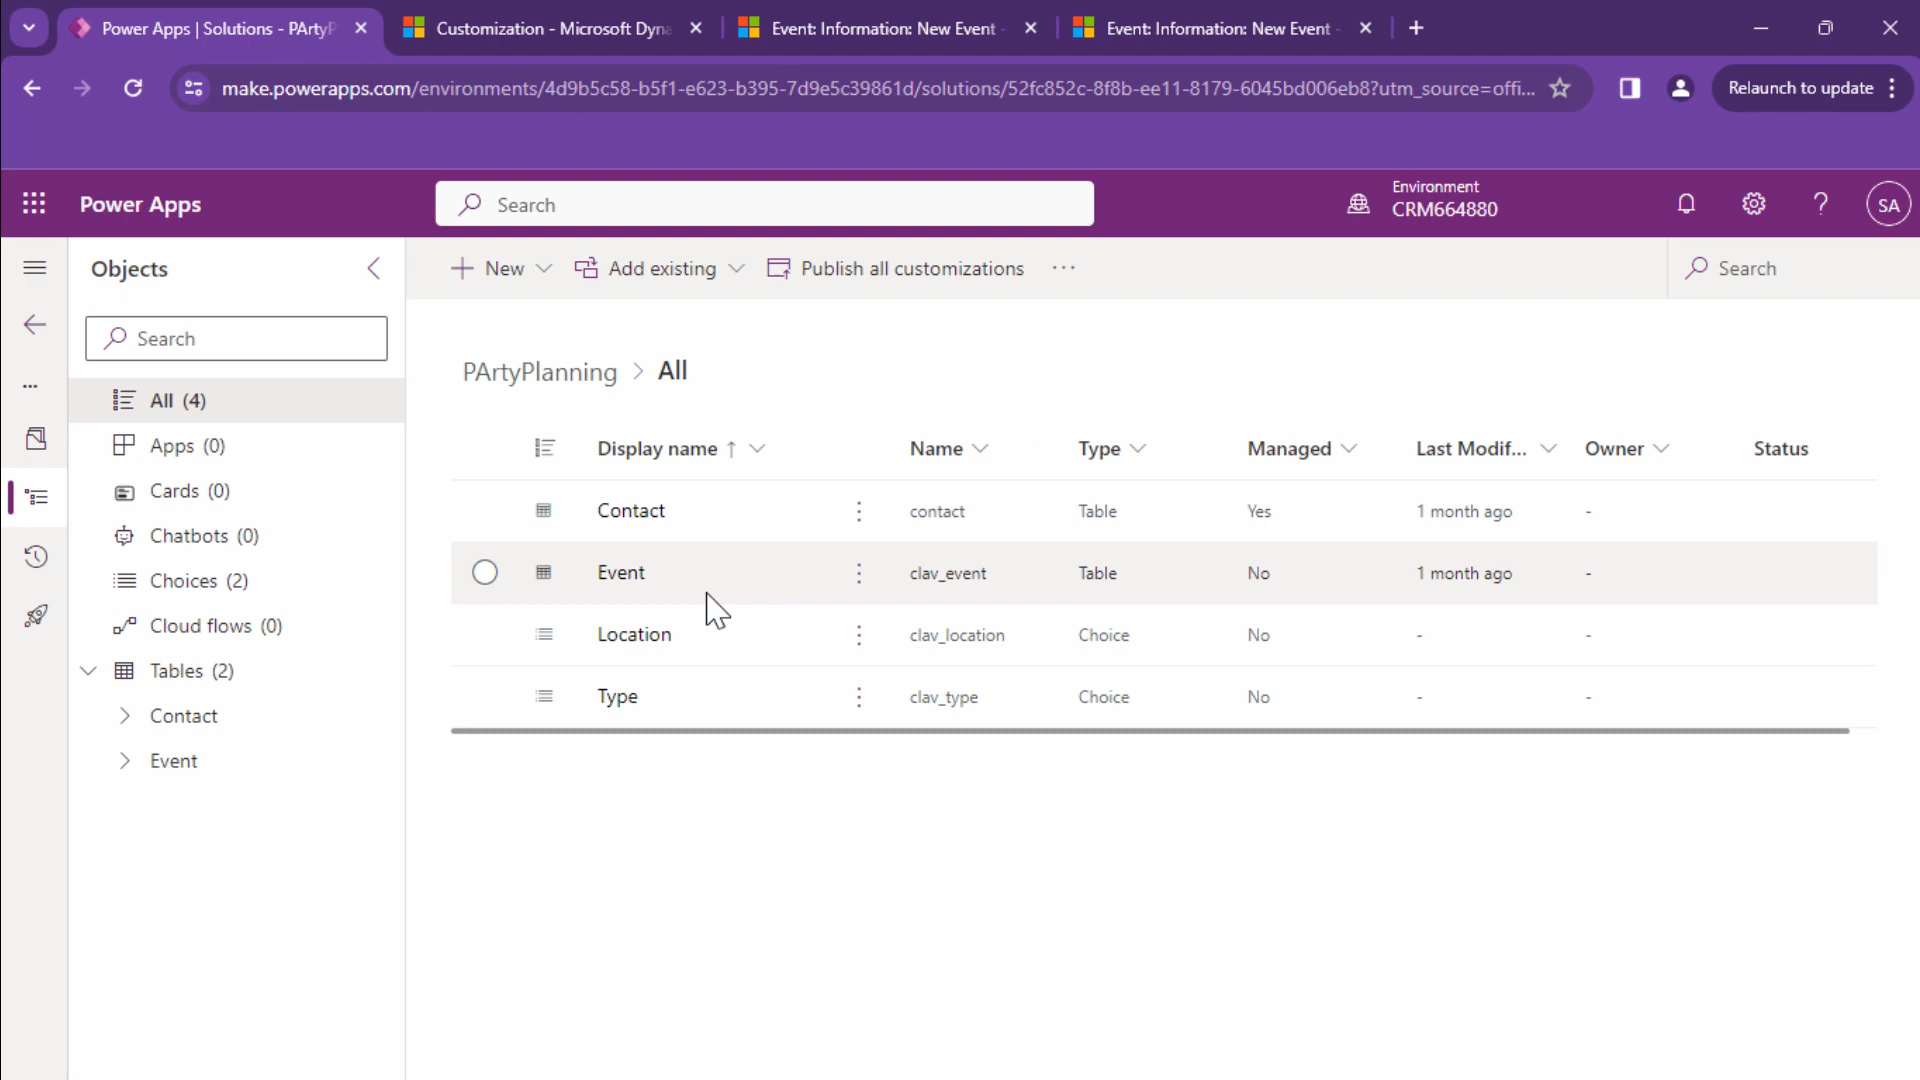 Power Apps | Solutions - PArtyP
Customization - Microsoft Dyna
Event: Information: New Event -
Event: Information: New Event -
make.powerapps.com/environments/4d9b5c58-b5f1-e623-b395-7d9e5c39861d/solutions/52fc852c-8f8b-ee11-8179-6045bd006eb8?utm_source=offi...
Relaunch to update
Power Apps
Search
Environment
CRM664880
?
SA
Objects
New
Add existing
Publish all customizations
···
Search
Search
PArtyPlanning > All
All (4)
Apps (0)
Cards (0)
Chatbots (0)
Choices (2)
Cloud flows (0)
Tables (2)
Contact
Event
Display name ↑ Name Type Managed Last Modif... Owner Status
Contact contact Table Yes 1 month ago -
Event clav_event Table No 1 month ago -
Location clav_location Choice No - -
Type clav_type Choice No - -